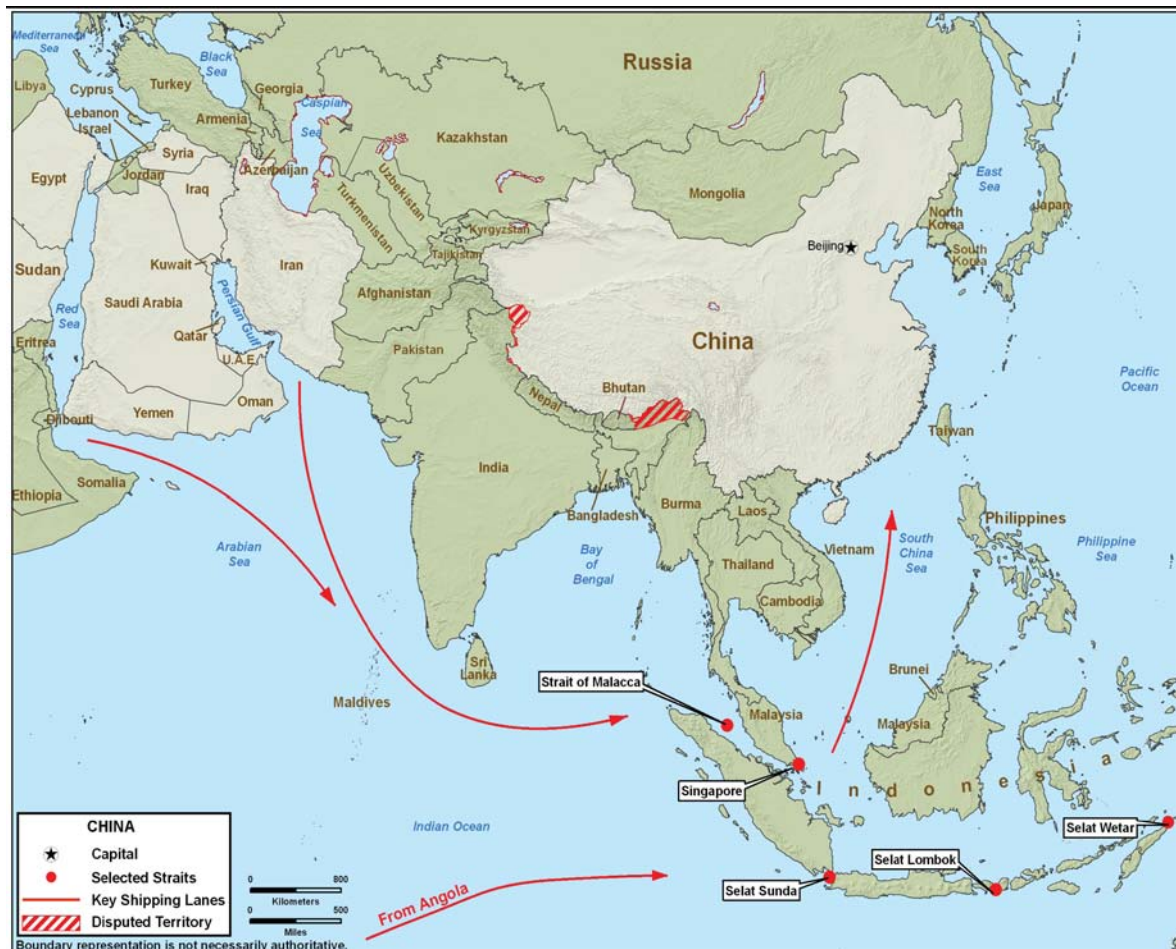 Mediterranean
Sea
Black
Sea
Russia
Libya
Cyprus
Turkey
Georgia
Caspian
Sea
Lebanon
Israel
Armenia
Kazakhstan
Syria
Azerbaijan
Uzbekistan
Mongolia
East
Sea
Egypt
Jordan
Iraq
Turkmenistan
Kyrgyzstan
North
Korea
Japan
Beijing
South
Korea
Tajikistan
Sudan
Kuwait
Iran
Afghanistan
Saudi Arabia
Red
Sea
Persian Gulf
Qatar
U.A.E.
Pakistan
China
Eritrea
Pacific
Ocean
Nepal
Bhutan
Oman
Yemen
Djibouti
Taiwan
India
Ethiopia
Somalia
Burma
Bangladesh
Laos
Philippines
Arabian
Sea
Bay
of
Bengal
Thailand
Vietnam
South
China
Sea
Philippine
Sea
Cambodia
Sri
Lanka
Strait of Malacca
Brunei
Maldives
Malaysia
Malaysia
Singapore
Indonesia
CHINA
Capital
Selected Straits
Key Shipping Lanes
Disputed Territory
Indian Ocean
0 800
Kilometers
0 500
Miles
From Angola
Selat Sunda
Selat Lombok
Selat Wetar
Boundary representation is not necessarily authoritative.